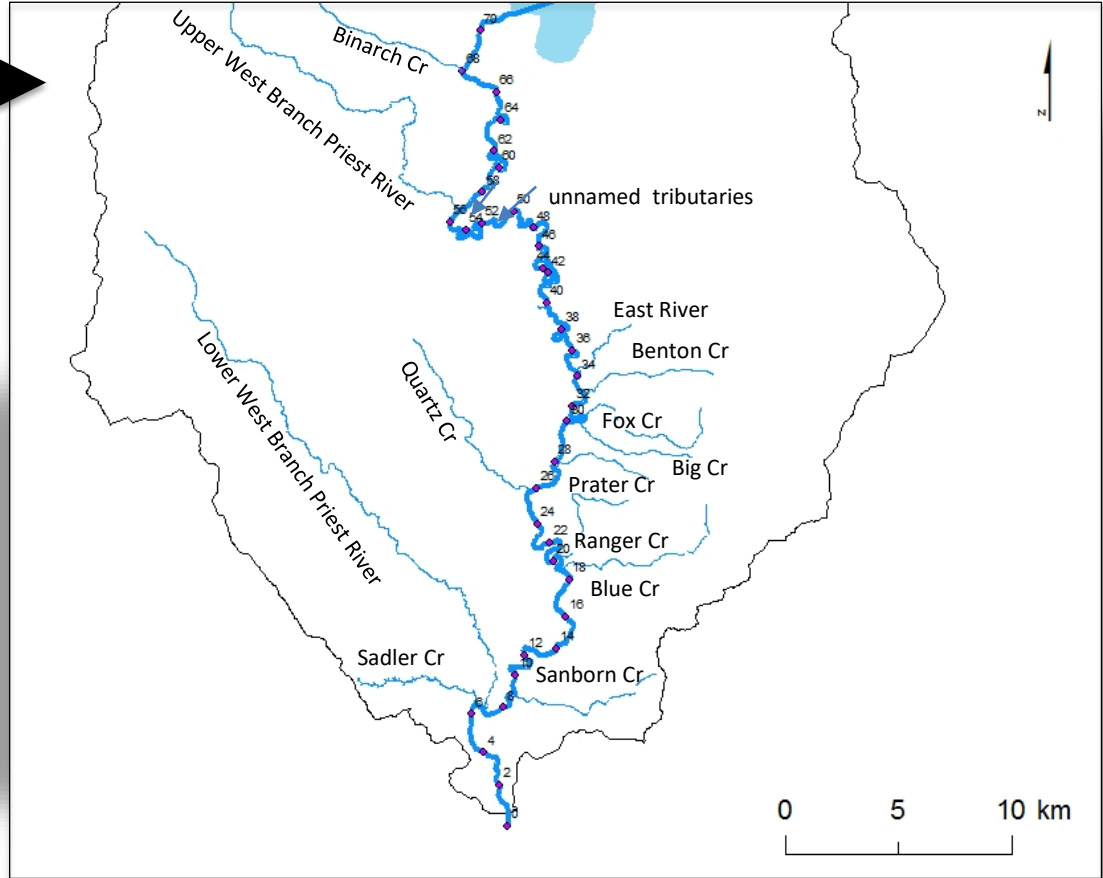 70
Binarch Cr
Upper West Branch Priest River
68
66
64
62
60
58
unnamed tributaries
50
52
56
54
48
46
44
42
40
East River
38
36
Benton Cr
34
32
30
Fox Cr
Quartz Cr
Lower West Branch Priest River
28
Big Cr
26
Prater Cr
24
22
Ranger Cr
20
18
Blue Cr
16
14
12
Sadler Cr
10
Sanborn Cr
8
6
4
2
0
N
0 5 10 km